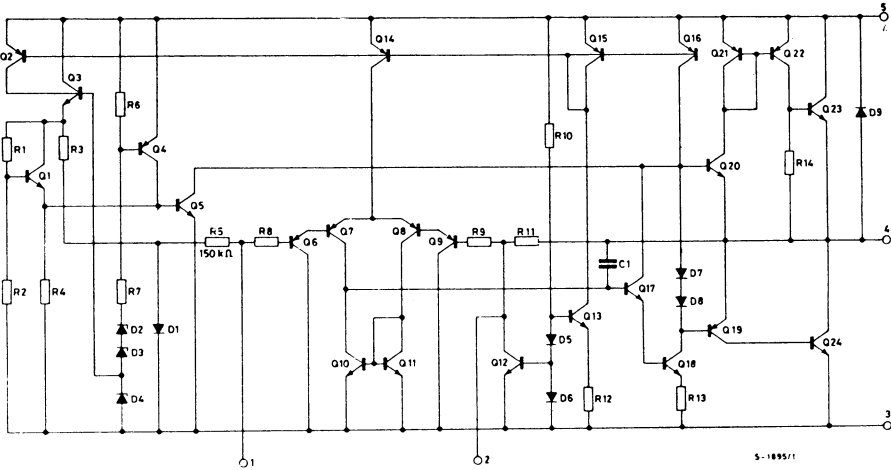 5
Q2
Q3
Q14
Q15
Q16
Q21
Q22
R6
Q23
D9
R1
R3
Q4
R10
Q1
Q5
Q20
R14
R5
150 kΩ
R8
Q6
Q7
Q8
Q9
R9
R11
4
C1
R2
R4
R7
D7
Q17
D8
D2
D1
Q13
D3
D5
Q19
Q24
Q10
Q11
Q12
Q18
D4
D6
R12
R13
3
1
2
S-1895/1